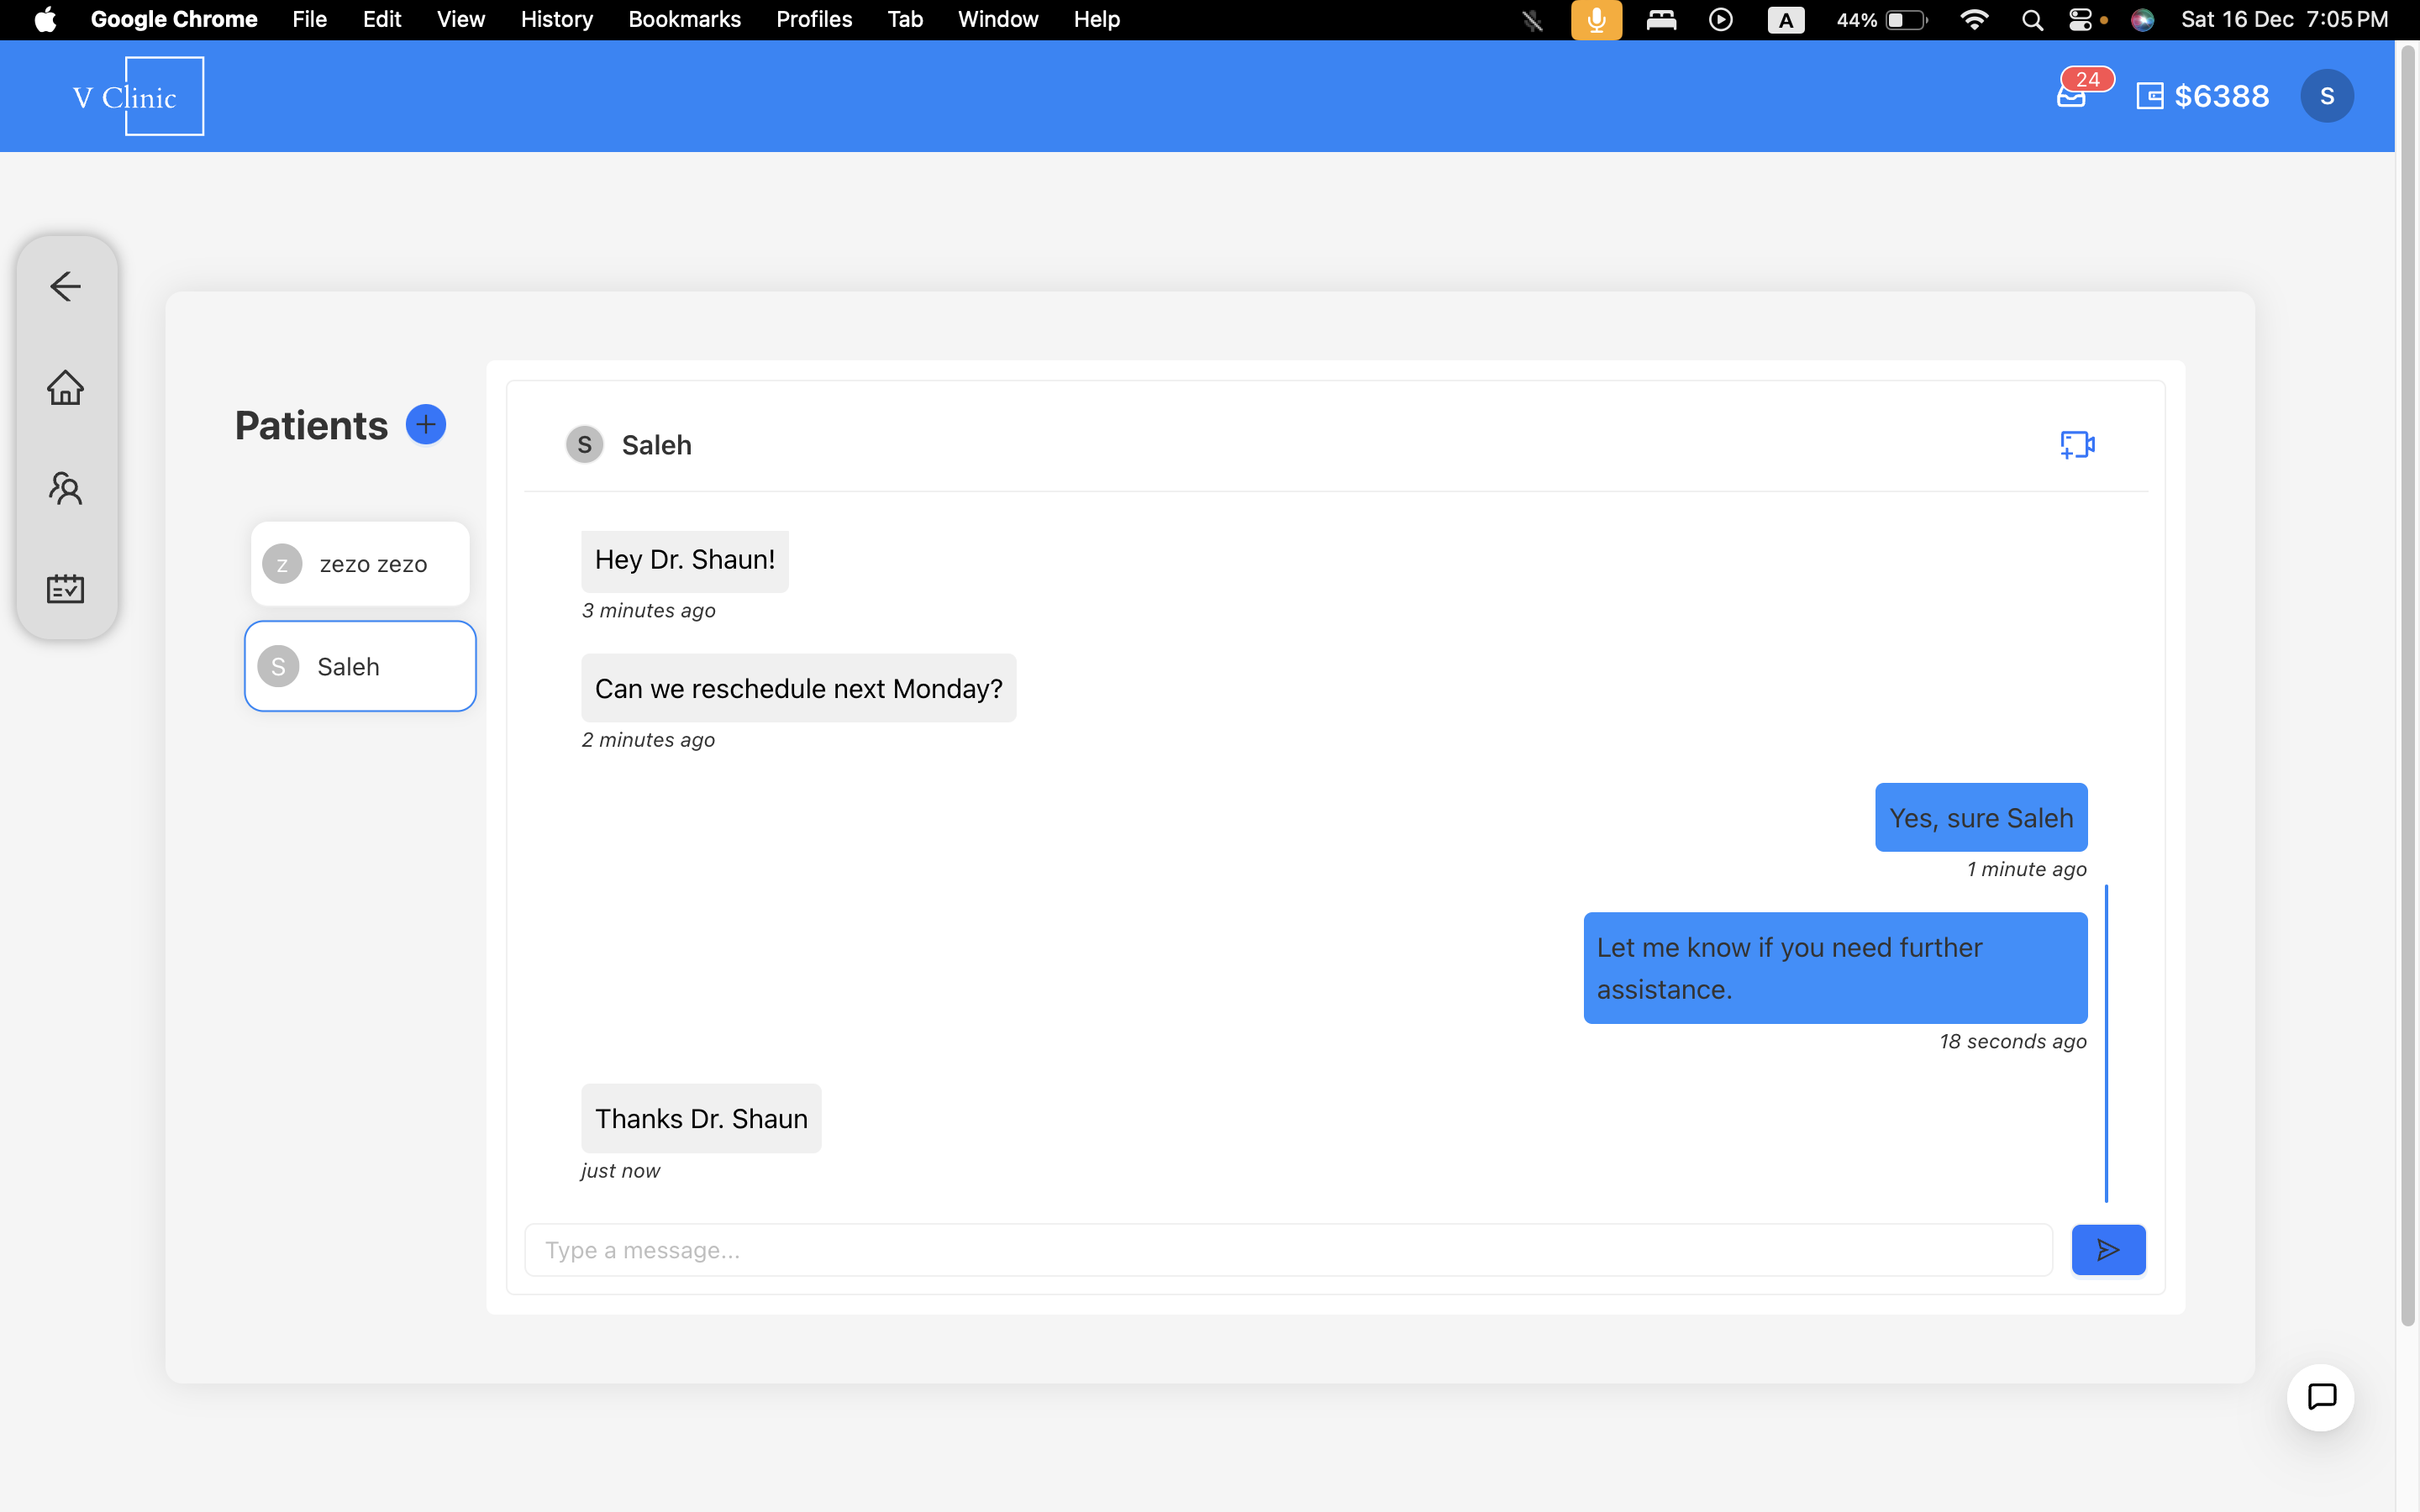 Google Chrome File Edit View History Bookmarks Profiles Tab Window Help A 44% Sat 16 Dec 7:05 PM
V Clinic
24
$6388
S
Patients
z zezo zezo
S Saleh
S Saleh
Hey Dr. Shaun!
3 minutes ago
Can we reschedule next Monday?
2 minutes ago
Yes, sure Saleh
1 minute ago
Let me know if you need further
assistance.
18 seconds ago
Thanks Dr. Shaun
just now
Type a message...